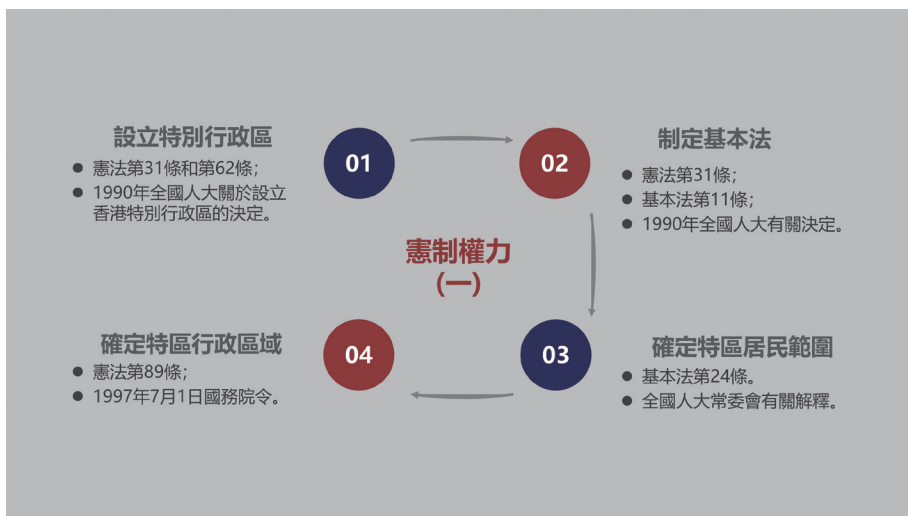 設立特別行政區
● 憲法第31條和第62條；
● 1990年全國人大關於設立
香港特別行政區的決定。
01
02
制定基本法
● 憲法第31條；
● 基本法第11條；
● 1990年全國人大有關決定。
憲制權力
(一)
確定特區行政區域
● 憲法第89條；
● 1997年7月1日國務院令。
04
03
確定特區居民範圍
● 基本法第24條。
● 全國人大常委會有關解釋。